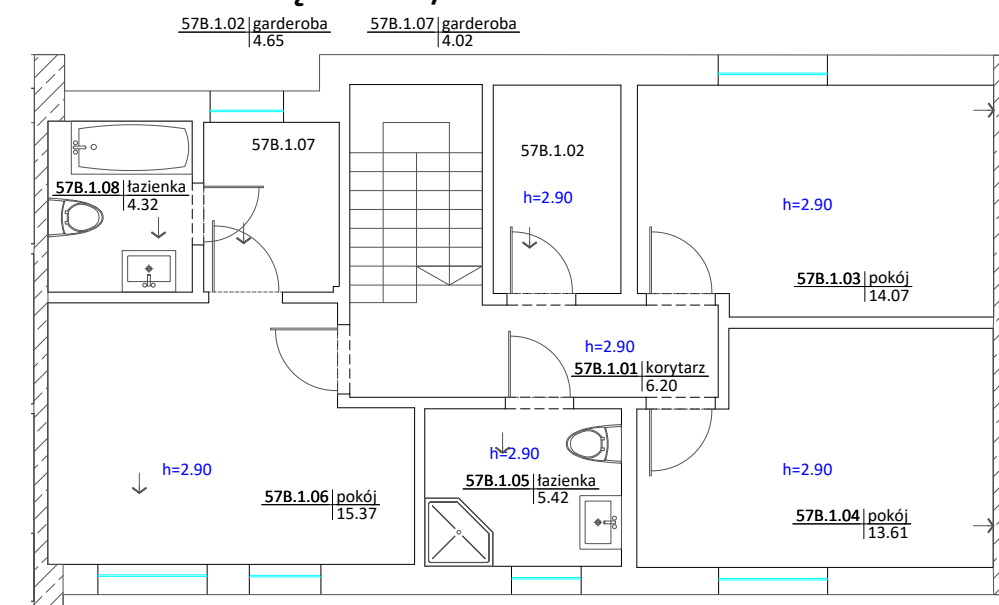 57B.1.02 garderoba
4.65
57B.1.07 garderoba
4.02
57B.1.07
57B.1.02
57B.1.08 łazienka
4.32
h=2.90
h=2.90
57B.1.03 pokój
14.07
h=2.90
57B.1.01 korytarz
6.20
h=2.90
h=2.90
h=2.90
57B.1.05 łazienka
5.42
57B.1.06 pokój
15.37
57B.1.04 pokój
13.61